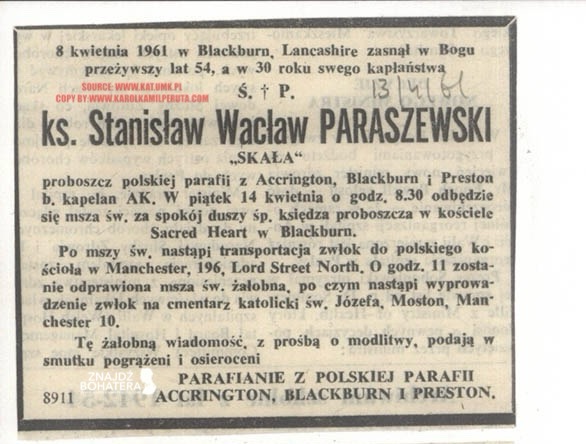 8 kwietnia 1961 w Blackburn, Lancashire zasnął w Bogu
przeżywszy lat 54, a w 30 roku swego kapłaństwa
SOURCE: WWW.KAT.UMK.PL
COPY BY:WWW.KAROLKAMILPERUTA.COM
Ś. † P.
13/4/61
ks. Stanisław Wacław PARASZEWSKI
„SKAŁA”
proboszcz polskiej parafii z Accrington, Blackburn i Preston
b. kapelan AK. W piątek 14 kwietnia o godz. 8.30 odbędzie
się msza św. za spokój duszy śp. księdza proboszcza w kościele
Sacred Heart w Blackburn.
Po mszy św. nastąpi transportacja zwłok do polskiego ko-
ścioła w Manchester, 196, Lord Street North. O godz. 11 zosta-
nie odprawiona msza św. żałobna, po czym nastąpi wyprowa-
dzenie zwłok na cmentarz katolicki św. Józefa, Moston, Man-
chester 10.
Tę żałobną wiadomość, z prośbą o modlitwy, podają w
smutku pogrążeni i osieroceni
ZNAJDŹ
BOHATERA
PARAFIANIE Z POLSKIEJ PARAFII
8911 ACCRINGTON, BLACKBURN I PRESTON.